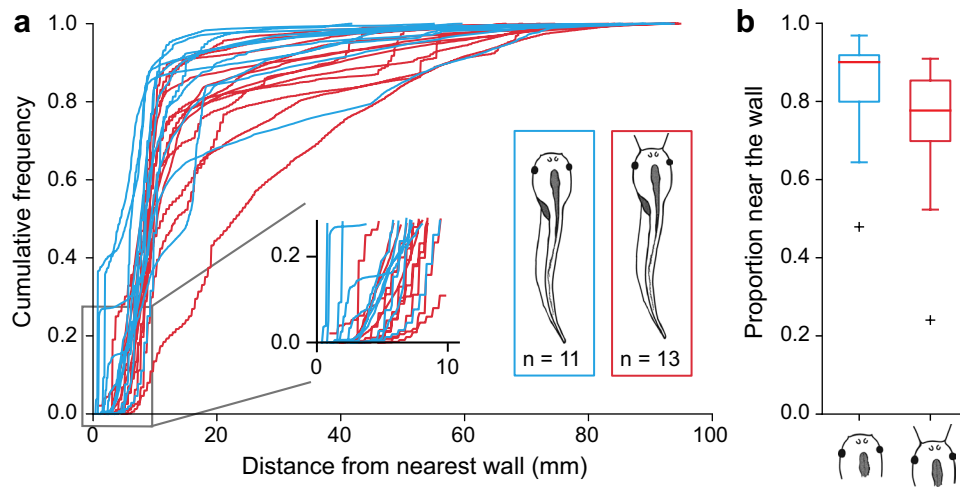 a
Cumulative frequency
1.0
0.8
0.6
0.4
0.2
0.0
0 20 40 60 80 100
Distance from nearest wall (mm)
0.2
0.0
0 10
n = 11
n = 13
b
Proportion near the wall
1.0
0.8
0.6
0.4
0.2
0.0